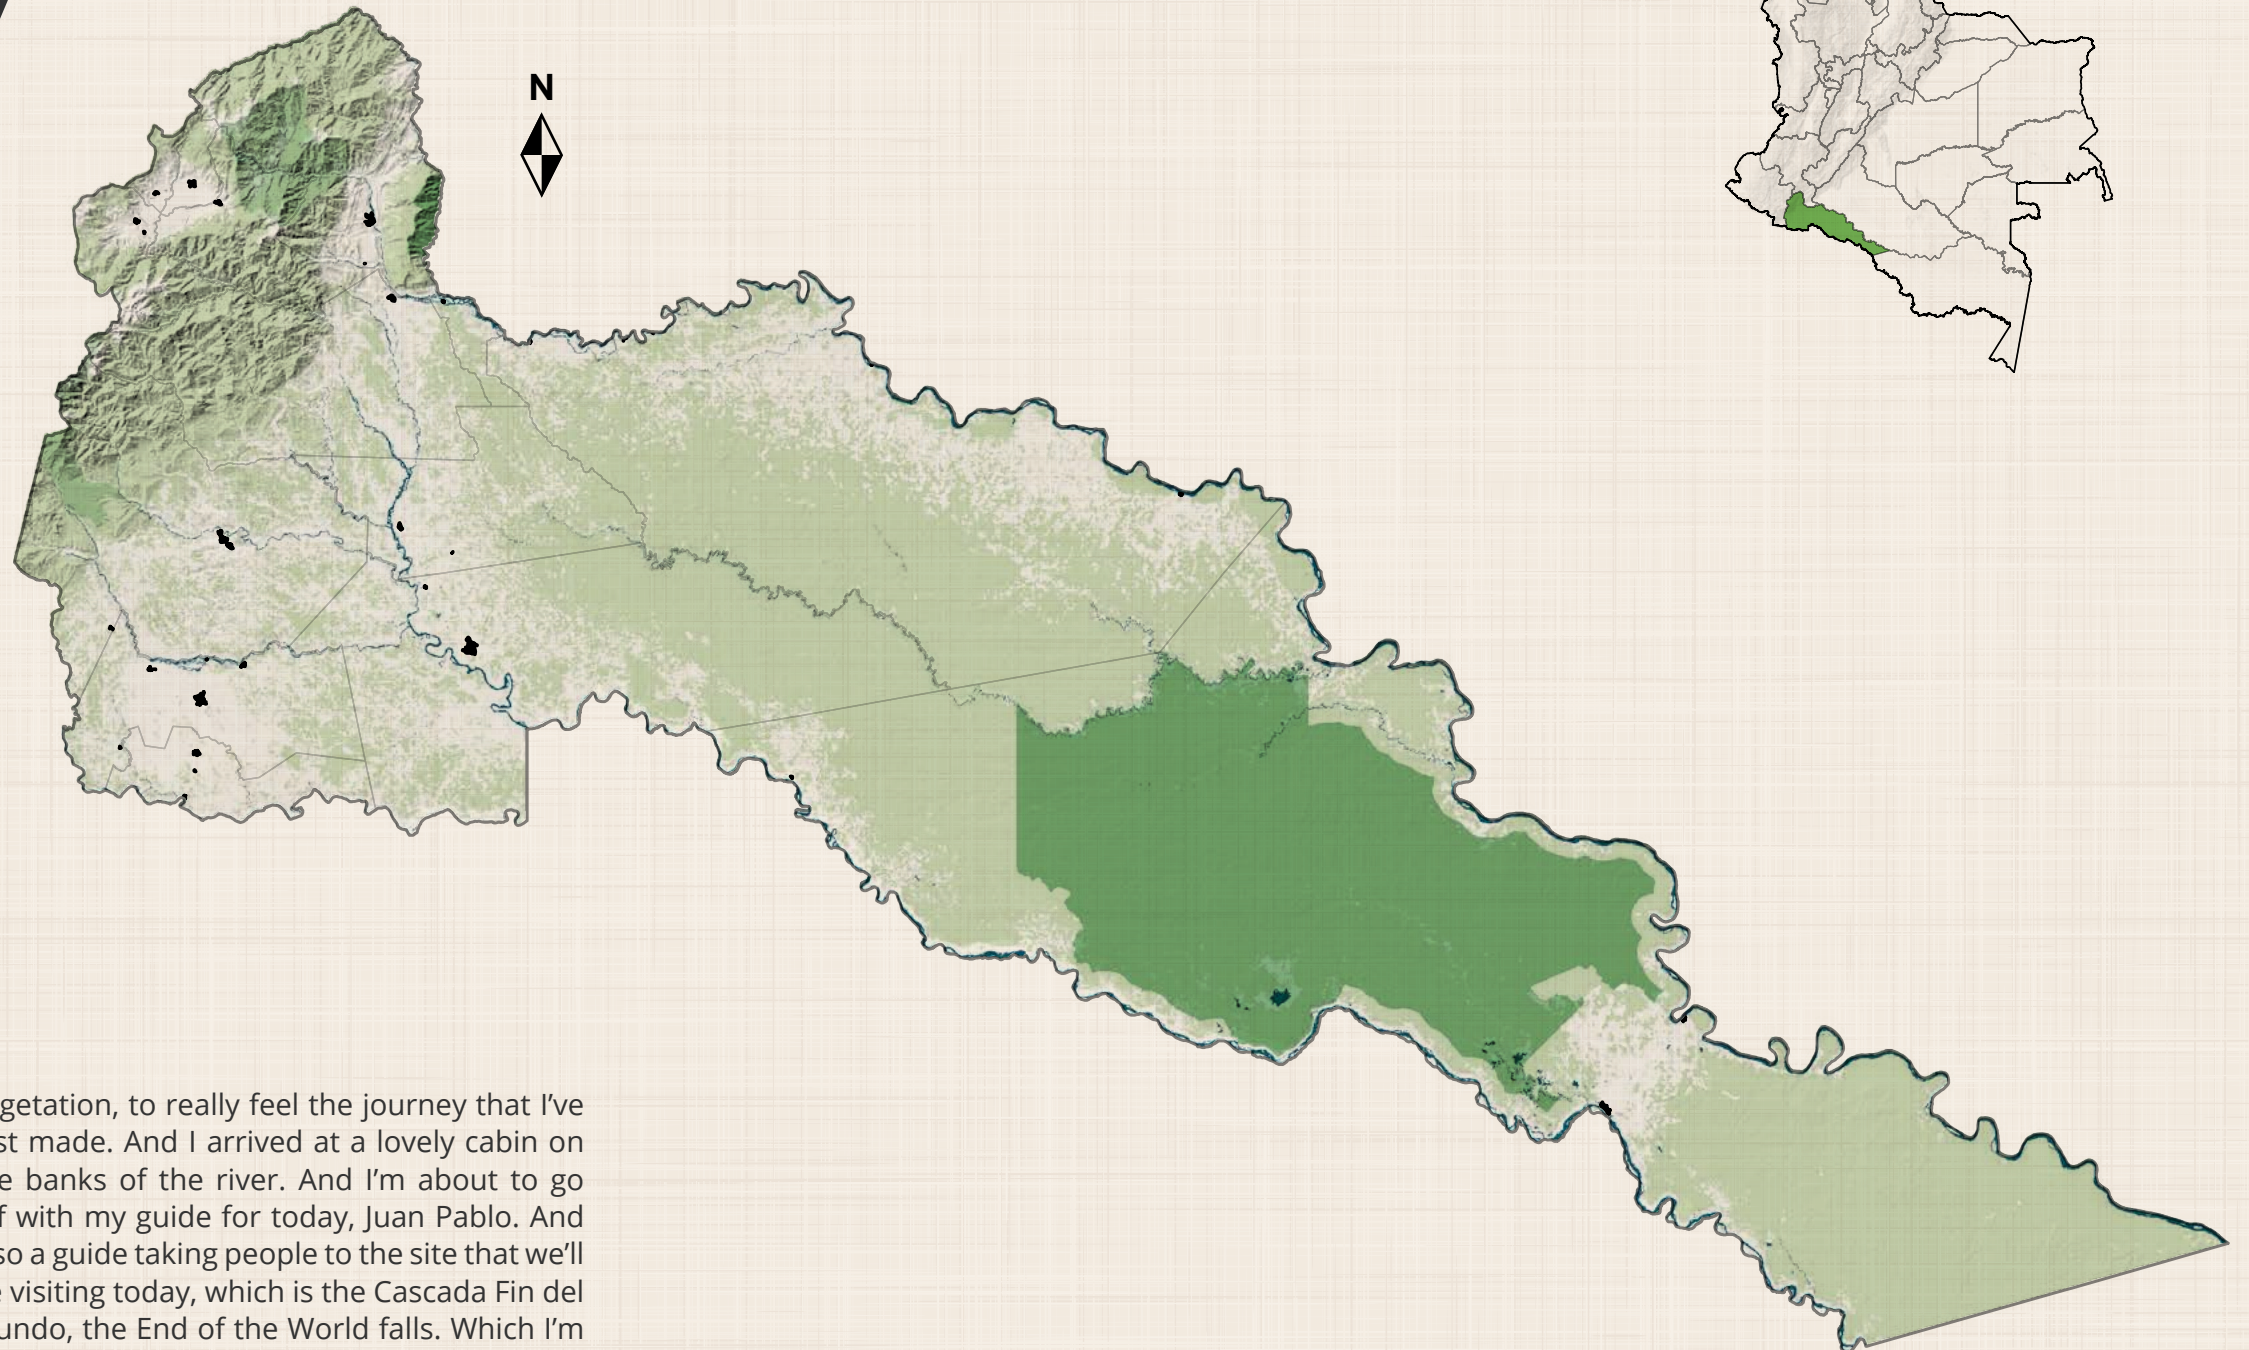 N
getation, to really feel the journey that I’ve
st made. And I arrived at a lovely cabin on
e banks of the river. And I’m about to go
f with my guide for today, Juan Pablo. And
so a guide taking people to the site that we’ll
e visiting today, which is the Cascada Fin del
undo, the End of the World falls. Which I’m